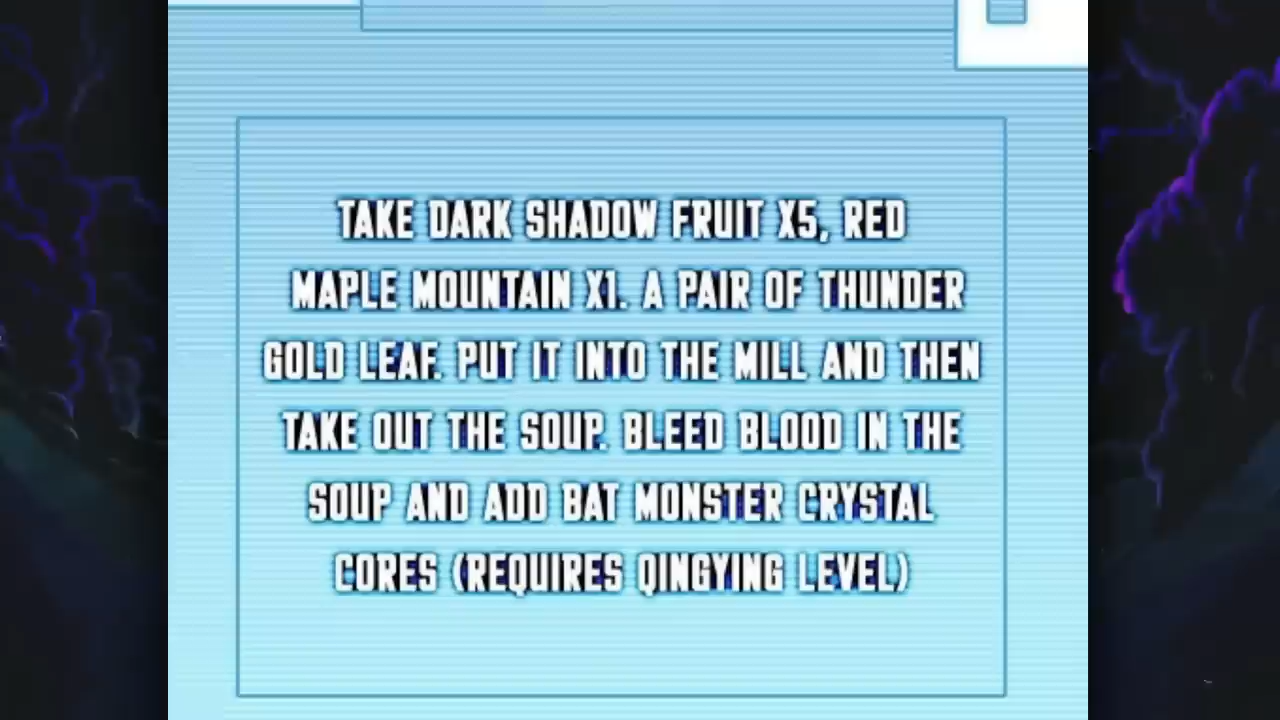 TAKE DARK SHADOW FRUIT X5, RED
MAPLE MOUNTAIN X1. A PAIR OF THUNDER
GOLD LEAF. PUT IT INTO THE MILL AND THEN
TAKE OUT THE SOUP. BLEED BLOOD IN THE
SOUP AND ADD BAT MONSTER CRYSTAL
CORES (REQUIRES QINGYING LEVEL)